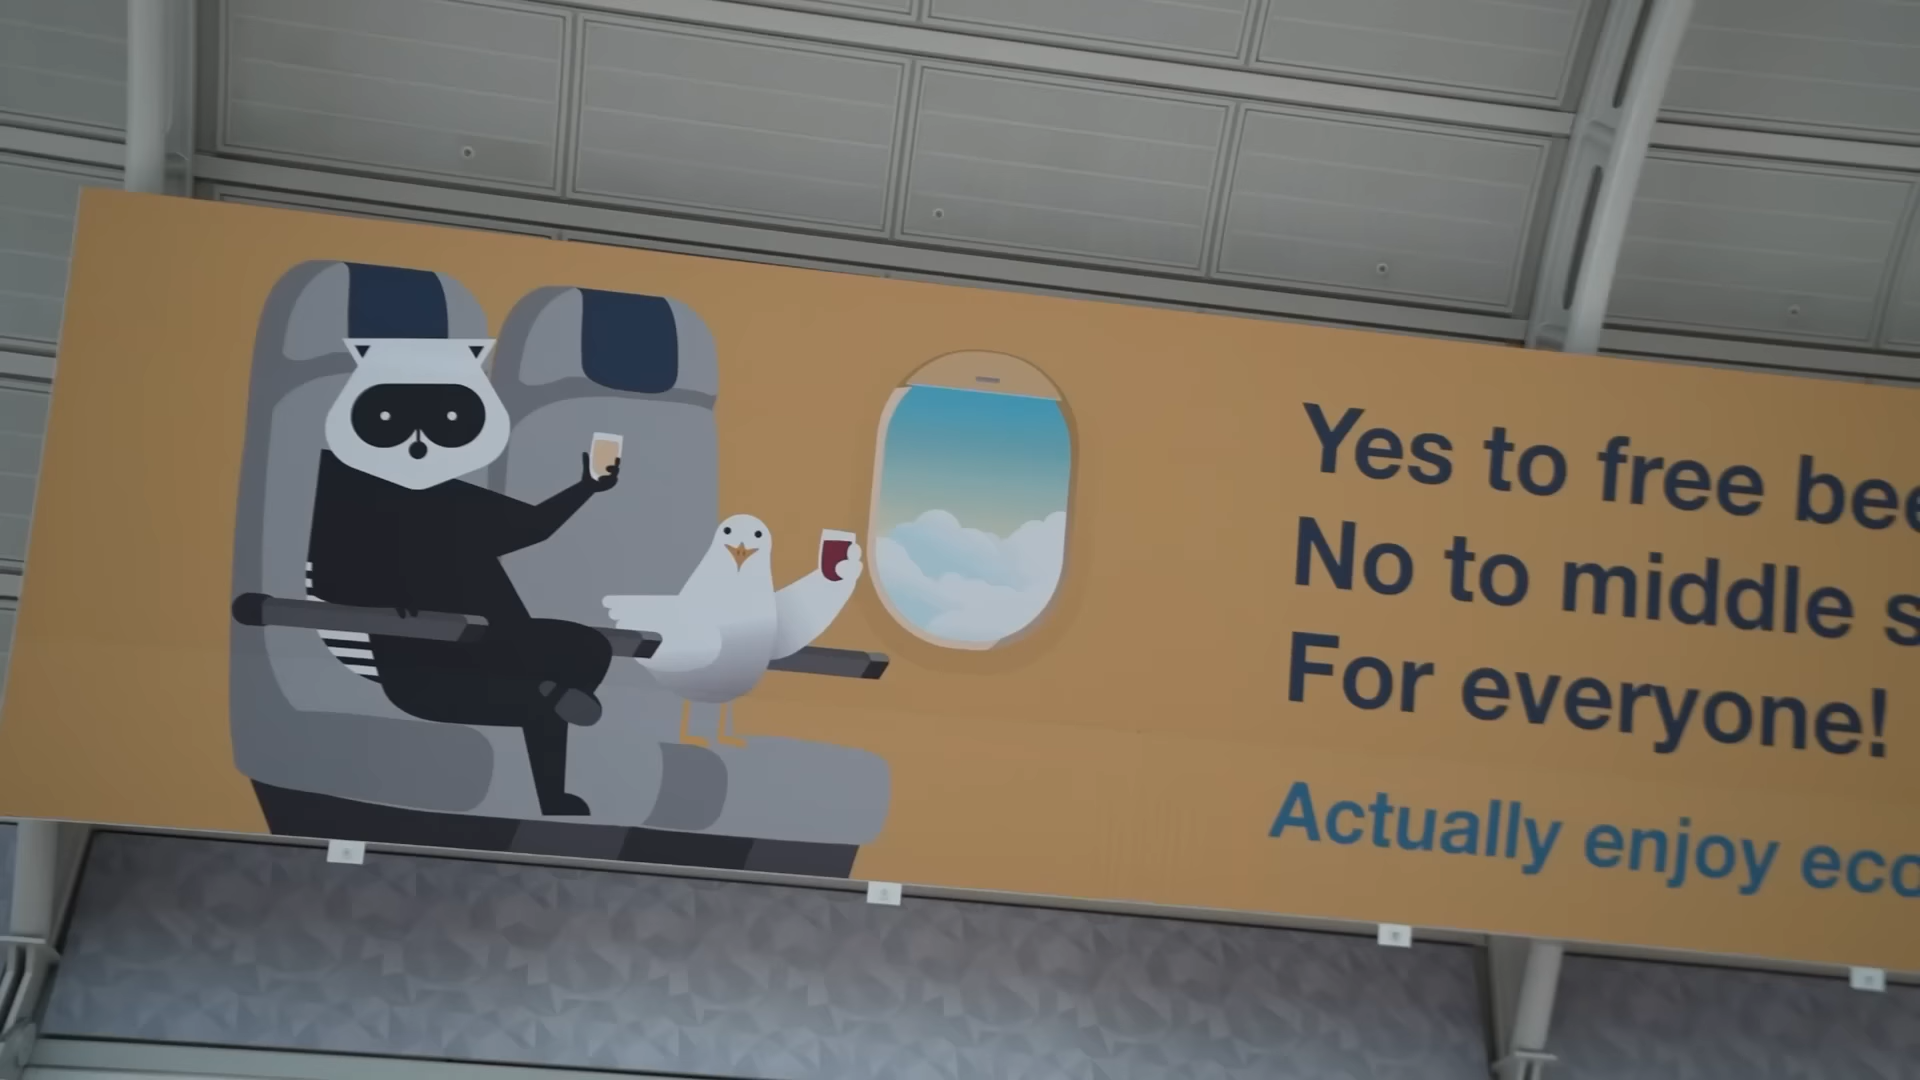 Yes to free
No to middle
For everyone!
Actually enjoy